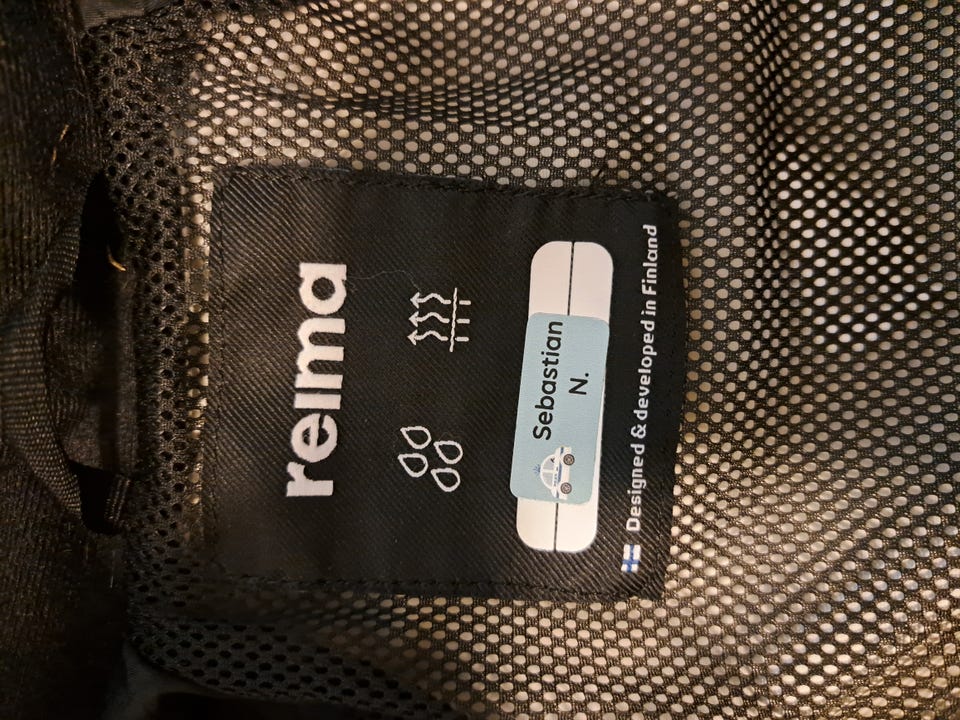 reima
Sebastian
N.
Designed & developed in Finland